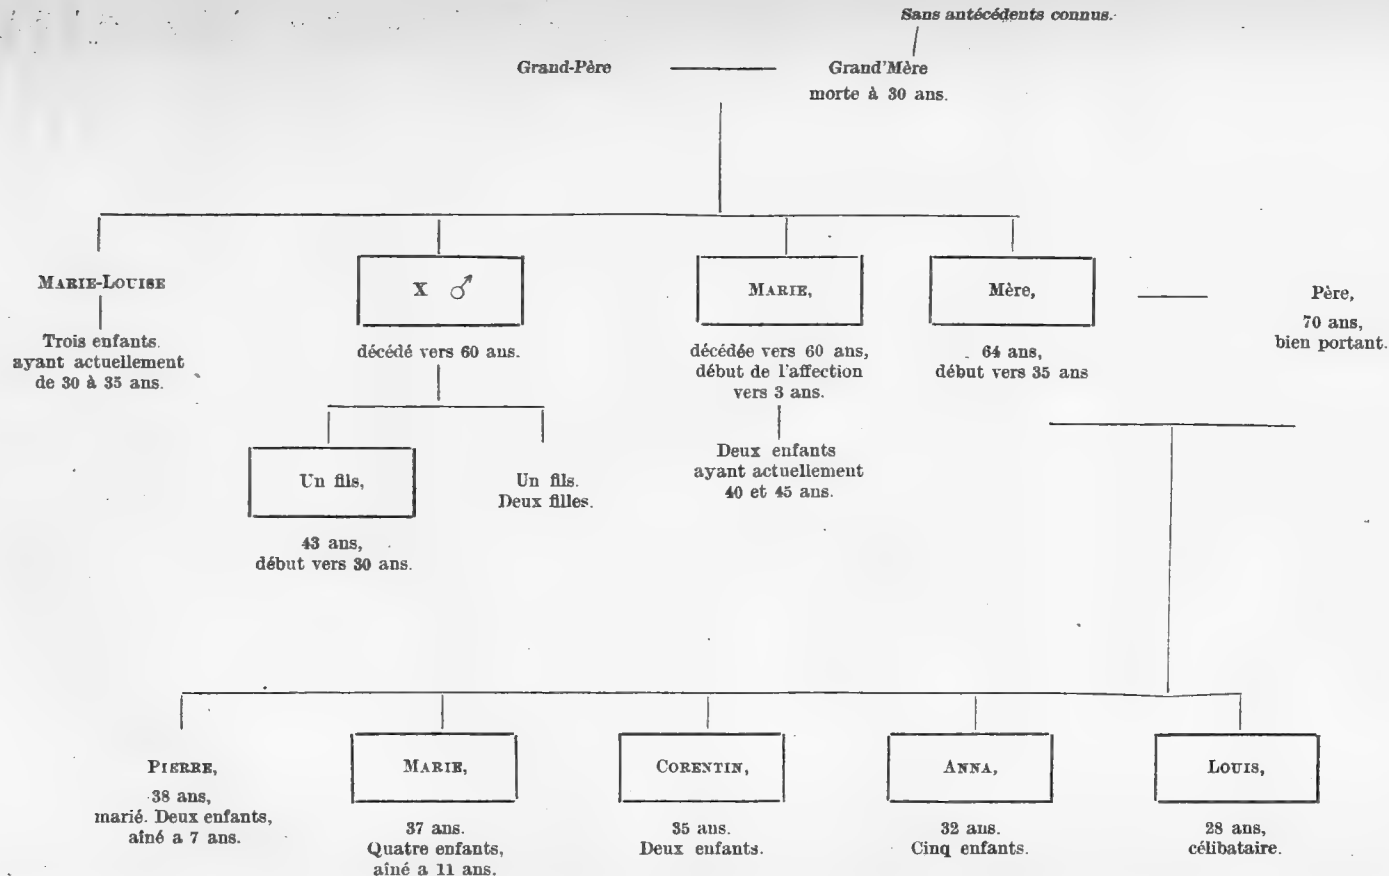 Sans antécédents connus.
Grand-Père
Grand'Mère
morte à 30 ans.
MARIE-LOUISE
Trois enfants.
ayant actuellement
de 30 à 35 ans.
X ♂
décédé vers 60 ans.
MARIE,
décédée vers 60 ans,
début de l'affection
vers 3 ans.
Deux enfants
ayant actuellement
40 et 45 ans.
Mère,
64 ans,
début vers 35 ans
Père,
70 ans,
bien portant.
Un fils,
43 ans,
début vers 30 ans.
Un fils.
Deux filles.
PIERRE,
38 ans,
marié. Deux enfants,
aîné a 7 ans.
MARIE,
37 ans.
Quatre enfants,
aîné a 11 ans.
CORENTIN,
35 ans.
Deux enfants.
ANNA,
32 ans.
Cinq enfants.
LOUIS,
28 ans,
célibataire.